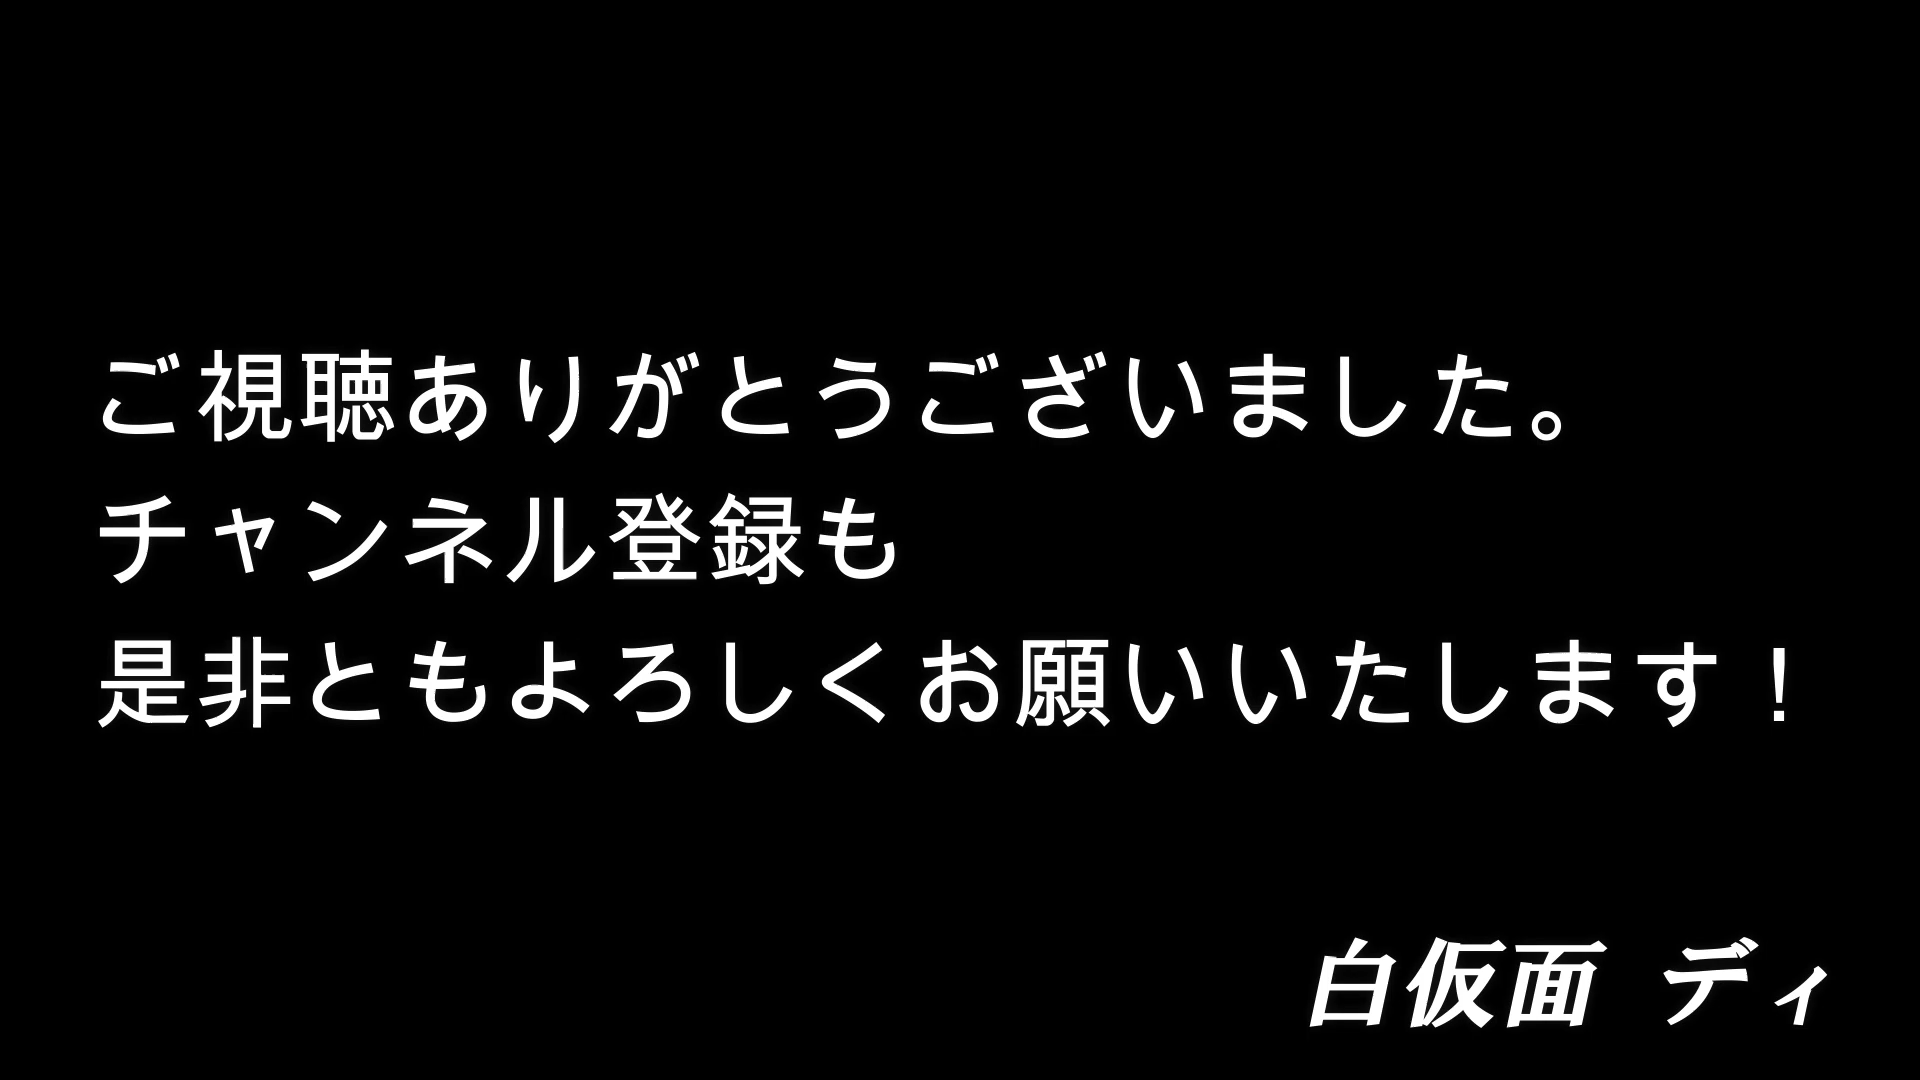 ご視聴ありがとうございました。
チャンネル登録も
是非ともよろしくお願いいたします！
白仮面 ディ